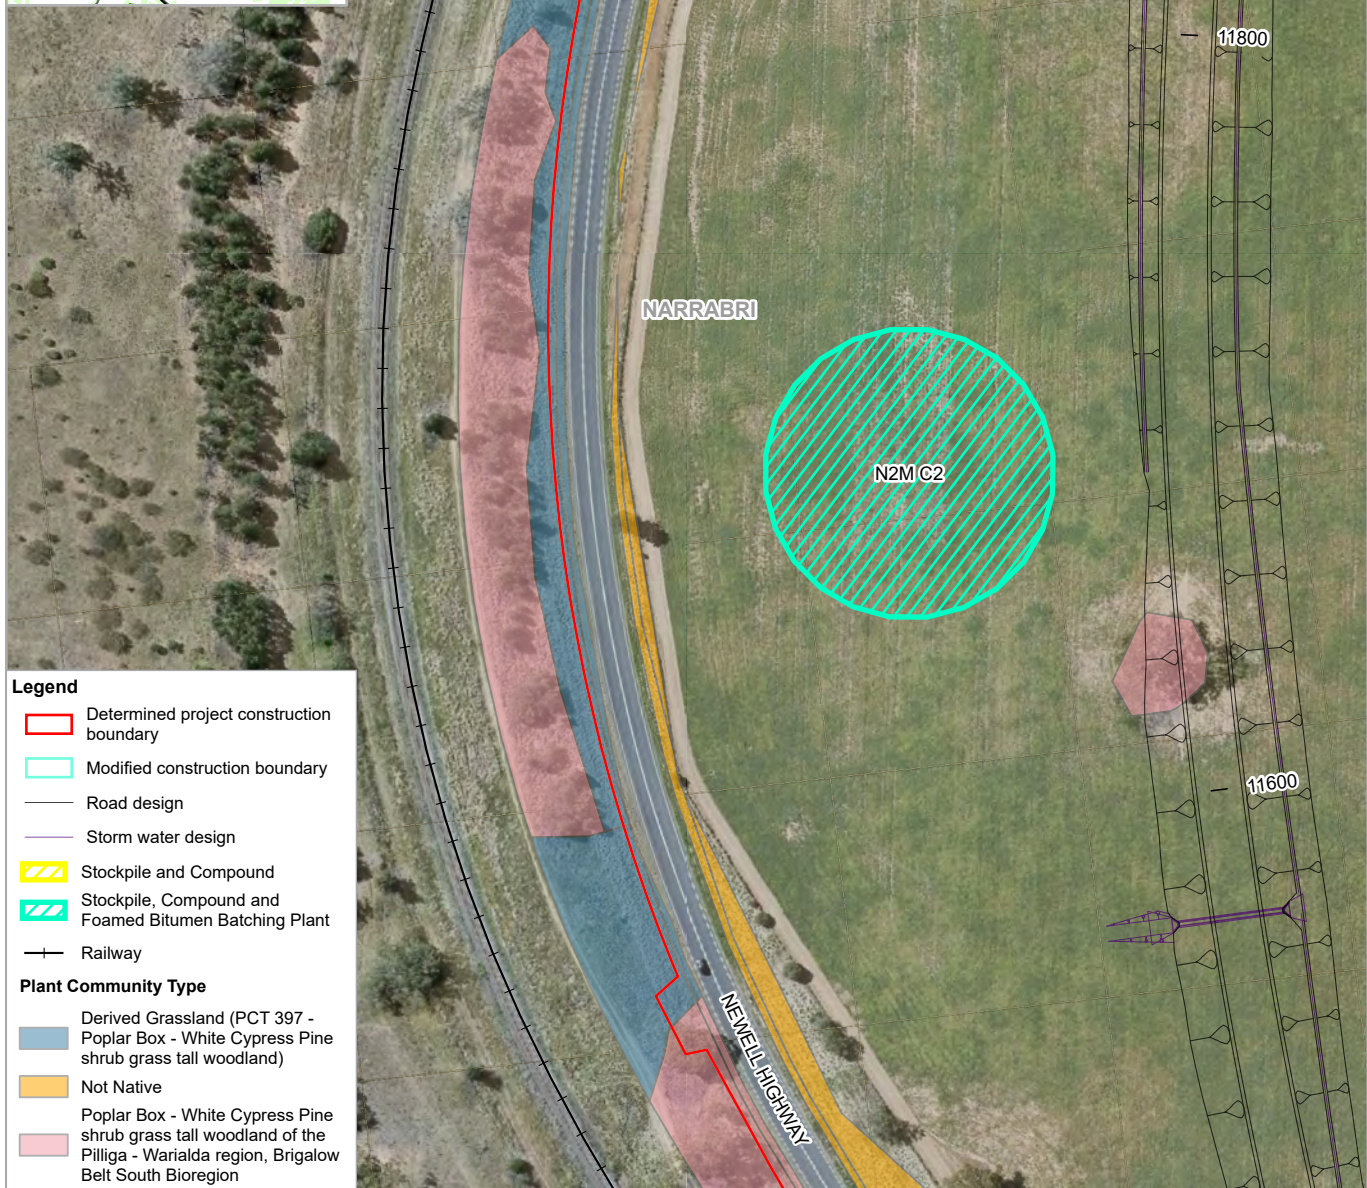 11800
NARRABRI
N2M C2
11600
NEWELL HIGHWAY
Legend
Determined project construction
boundary
Modified construction boundary
Road design
Storm water design
Stockpile and Compound
Stockpile, Compound and
Foamed Bitumen Batching Plant
Railway
Plant Community Type
Derived Grassland (PCT 397 -
Poplar Box - White Cypress Pine
shrub grass tall woodland)
Not Native
Poplar Box - White Cypress Pine
shrub grass tall woodland of the
Pilliga - Warialda region, Brigalow
Belt South Bioregion